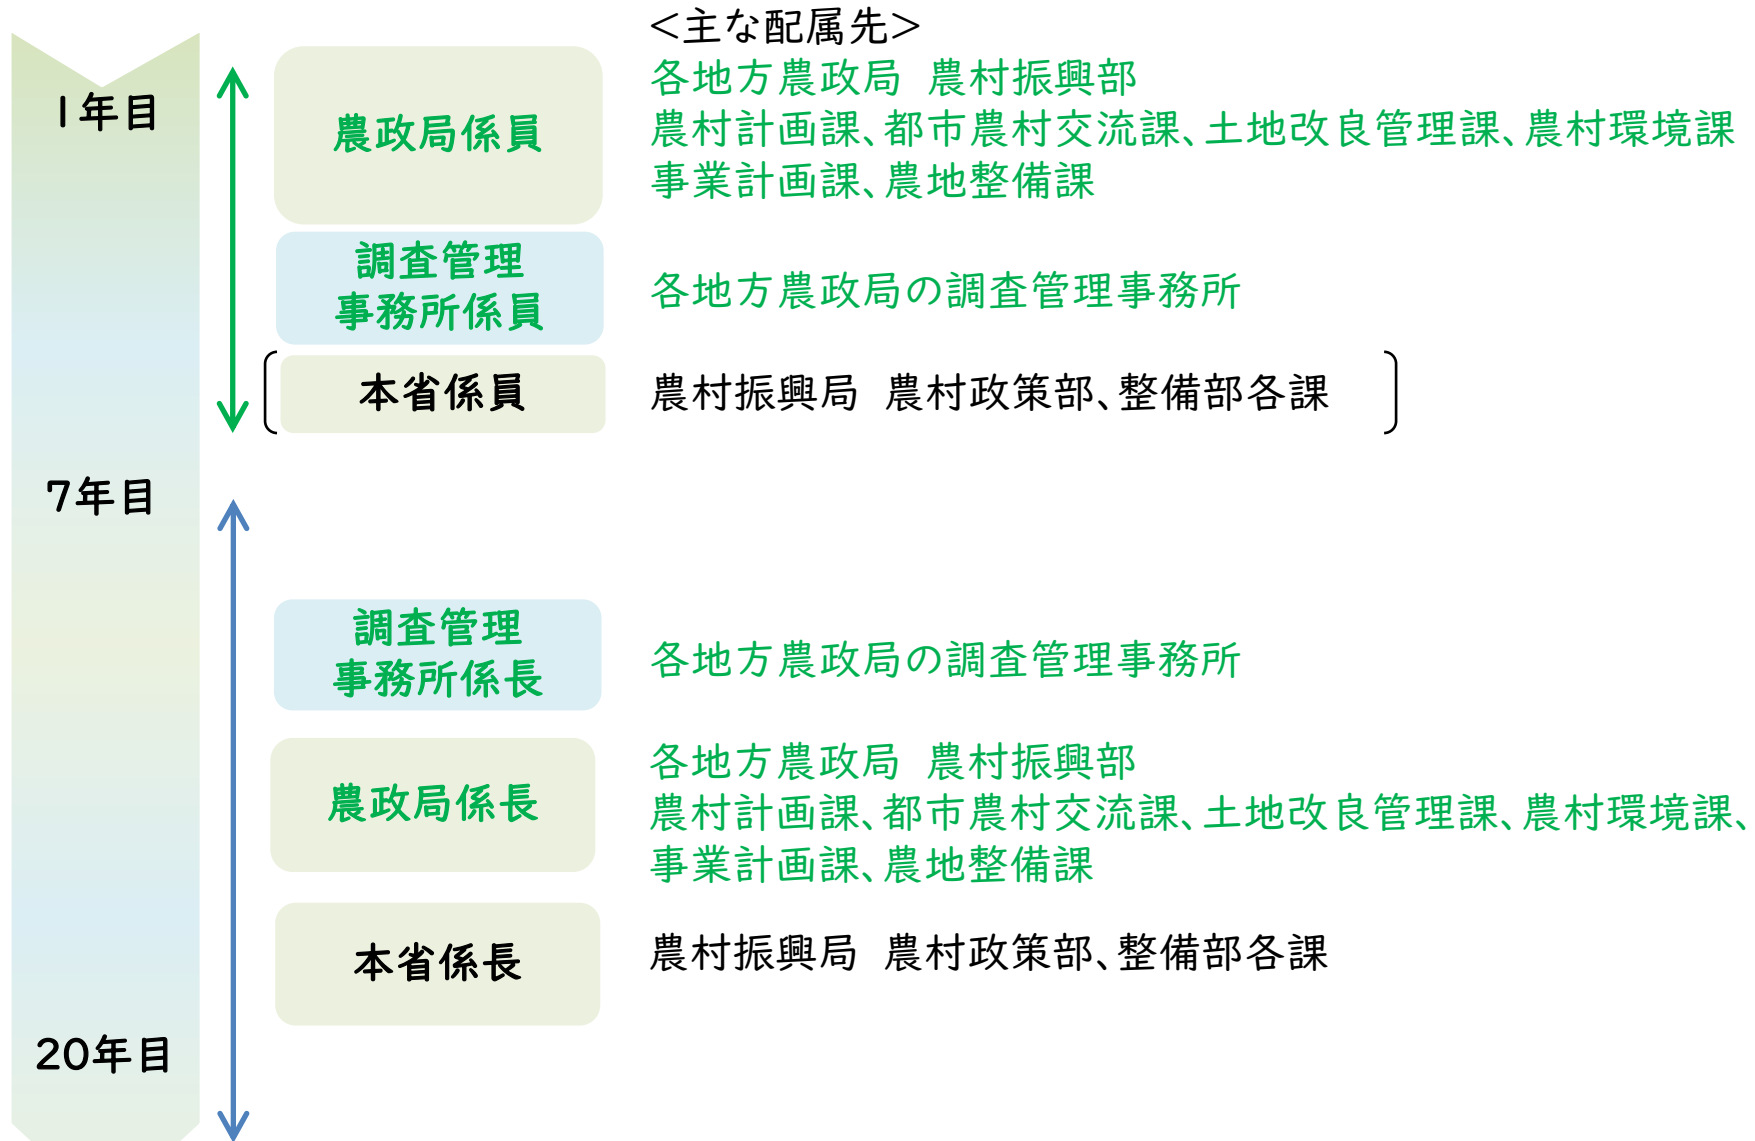 <主な配属先>
1年目
農政局係員
各地方農政局 農村振興部
農村計画課、都市農村交流課、土地改良管理課、農村環境課
事業計画課、農地整備課
調査管理
事務所係員
各地方農政局の調査管理事務所
本省係員
農村振興局 農村政策部、整備部各課
7年目
調査管理
事務所係長
各地方農政局の調査管理事務所
農政局係長
各地方農政局 農村振興部
農村計画課、都市農村交流課、土地改良管理課、農村環境課、
事業計画課、農地整備課
本省係長
農村振興局 農村政策部、整備部各課
20年目